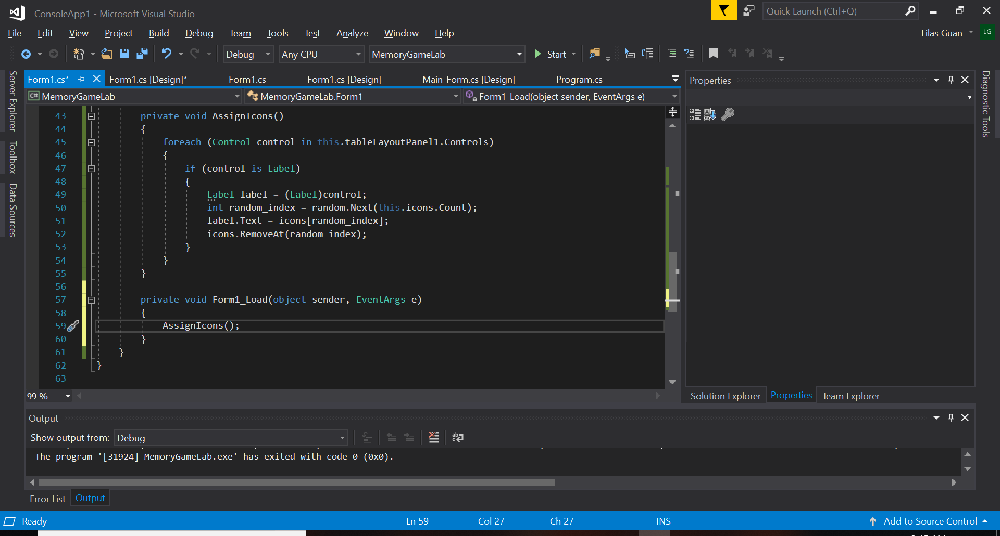 ConsoleApp1 - Microsoft Visual Studio
Quick Launch (Ctrl+Q)
File Edit View Project Build Debug Team Tools Test Analyze Window Help
Lilas Guan LG
Debug Any CPU MemoryGameLab Start
Form1.cs* Form1.cs [Design]* Form1.cs Form1.cs [Design] Main_Form.cs [Design] Program.cs
Properties
C# MemoryGameLab MemoryGameLab.Form1 Form1_Load(object sender, EventArgs e)
Server Explorer
Toolbox
Data Sources
43 private void AssignIcons()
44 {
45 foreach (Control control in this.tableLayoutPanel1.Controls)
46 {
47 if (control is Label)
48 {
49 Label label = (Label)control;
50 int random_index = random.Next(this.icons.Count);
51 label.Text = icons[random_index];
52 icons.RemoveAt(random_index);
53 }
54 }
55 }
56
57 private void Form1_Load(object sender, EventArgs e)
58 {
59 AssignIcons();
60 }
61 }
62 }
63
99 %
Diagnostic Tools
Solution Explorer Properties Team Explorer
Output
Show output from: Debug
The program '[31924] MemoryGameLab.exe' has exited with code 0 (0x0).
Error List Output
Ready Ln 59 Col 27 Ch 27 INS Add to Source Control